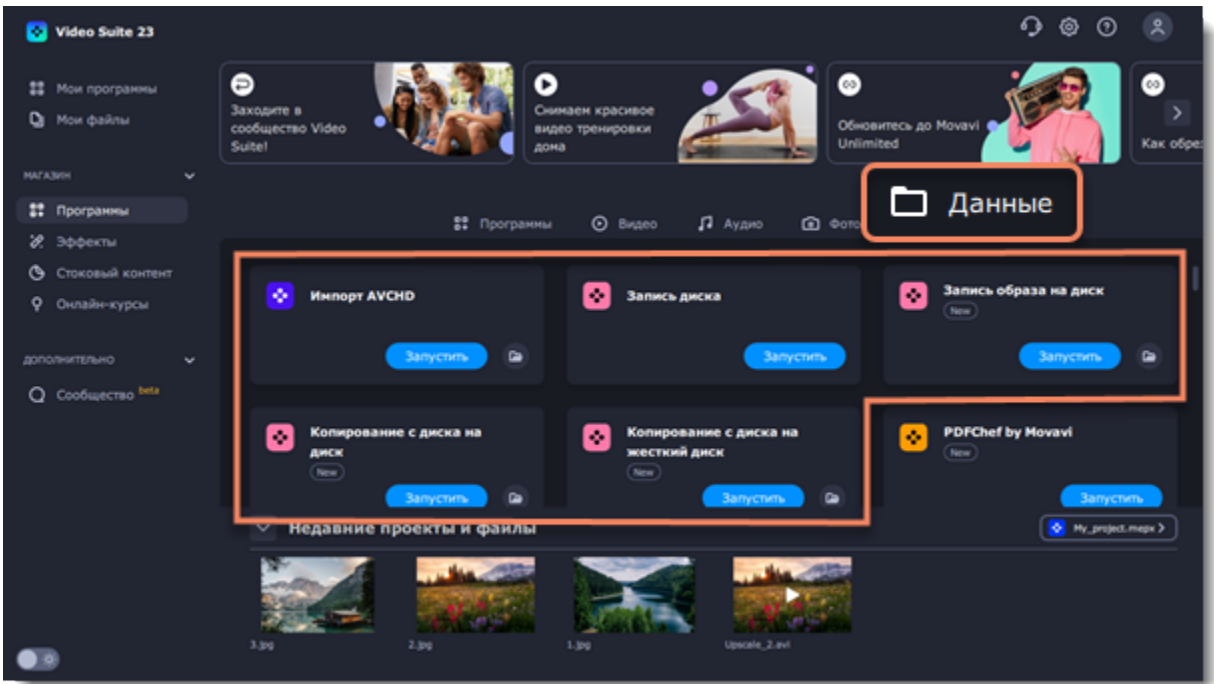 Video Suite 23
Мои программы
Мои файлы
МАГАЗИН
Программы
Эффекты
Стоковый контент
Онлайн-курсы
ДОПОЛНИТЕЛЬНО
Сообщество beta
Заходите в
сообщество Video
Suite!
Снимаем красивое
видео тренировки
дома
Обновитесь до Movavi
Unlimited
Как обрез
Программы
Видео
Аудио
Фото
Данные
Импорт AVCHD
Запустить
Запись диска
Запустить
Запись образа на диск
New
Запустить
Копирование с диска на
диск
New
Запустить
Копирование с диска на
жесткий диск
New
Запустить
PDFChef by Movavi
New
Запустить
Недавние проекты и файлы
My_project.mepx
3.jpg
2.jpg
1.jpg
Upscale_2.avi